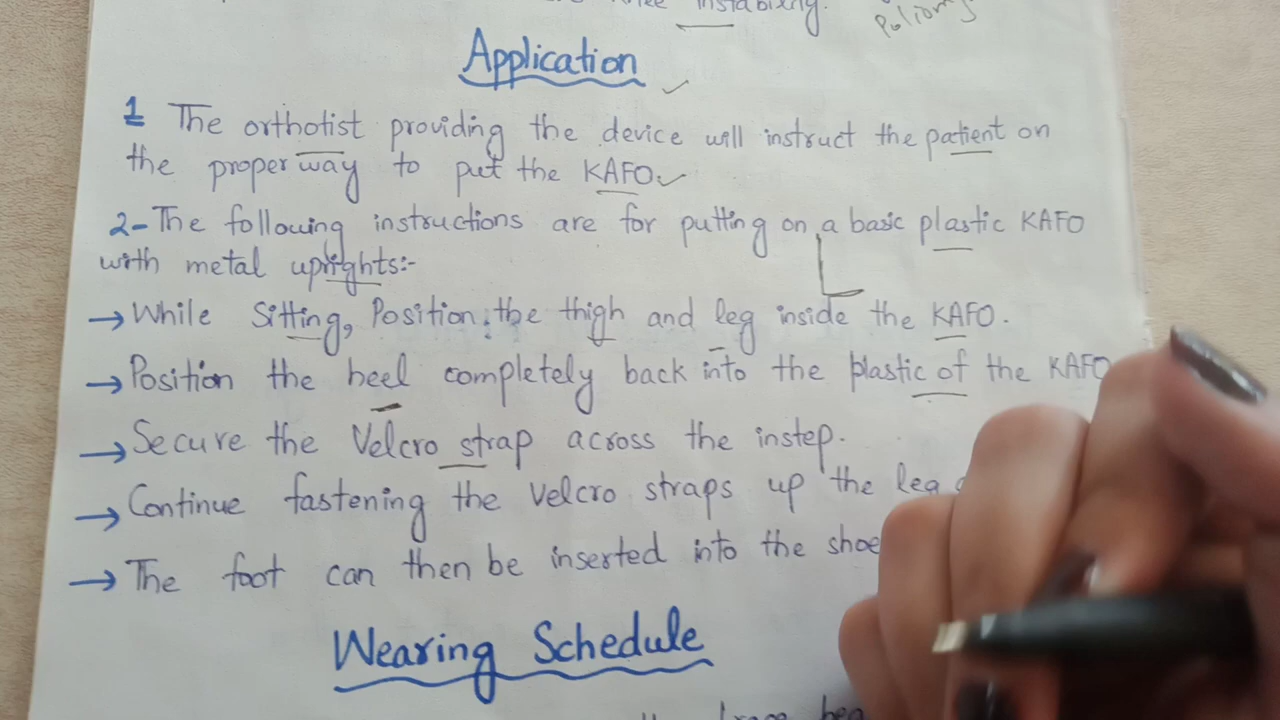 knee instability.
Application
1 The orthotist providing the device will instruct the patient on
the proper way to put the KAFO.
2- The following instructions are for putting on a basic plastic KAFO
with metal uprights:-
→ While Sitting, Position the thigh and leg inside the KAFO.
→ Position the heel completely back into the plastic of the KAFO
→ Secure the Velcro strap across the instep.
→ Continue fastening the Velcro straps up the leg
→ The foot can then be inserted into the shoe
Wearing Schedule